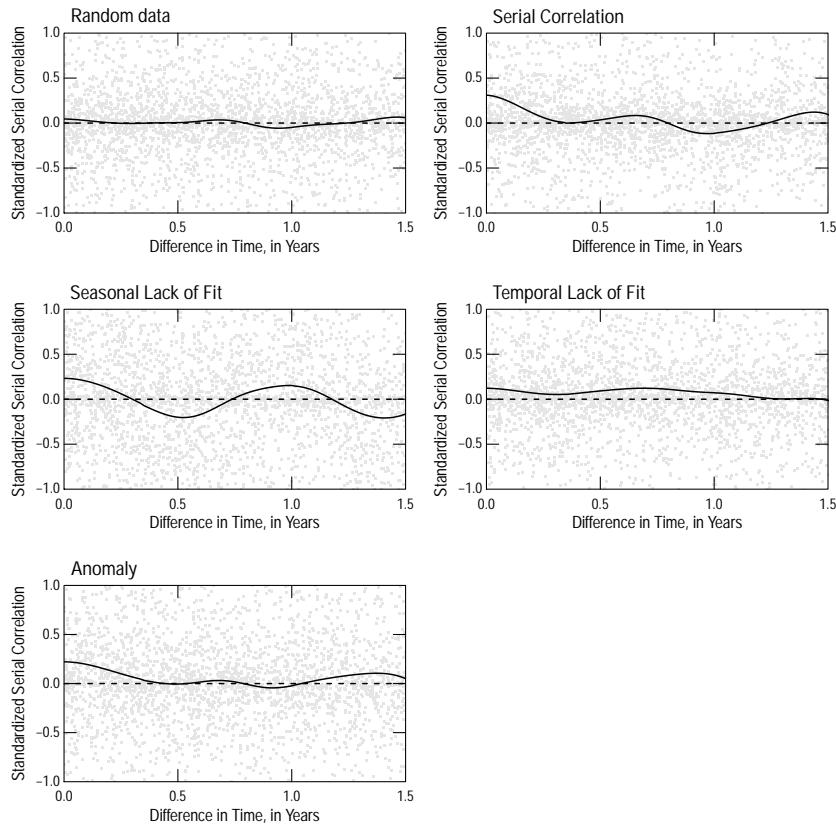 Random data
Standardized Serial Correlation
1.0
0.5
0.0
−0.5
−1.0
0.0 0.5 1.0 1.5
Difference in Time, in Years
Serial Correlation
Standardized Serial Correlation
1.0
0.5
0.0
−0.5
−1.0
0.0 0.5 1.0 1.5
Difference in Time, in Years
Seasonal Lack of Fit
Standardized Serial Correlation
1.0
0.5
0.0
−0.5
−1.0
0.0 0.5 1.0 1.5
Difference in Time, in Years
Temporal Lack of Fit
Standardized Serial Correlation
1.0
0.5
0.0
−0.5
−1.0
0.0 0.5 1.0 1.5
Difference in Time, in Years
Anomaly
Standardized Serial Correlation
1.0
0.5
0.0
−0.5
−1.0
0.0 0.5 1.0 1.5
Difference in Time, in Years